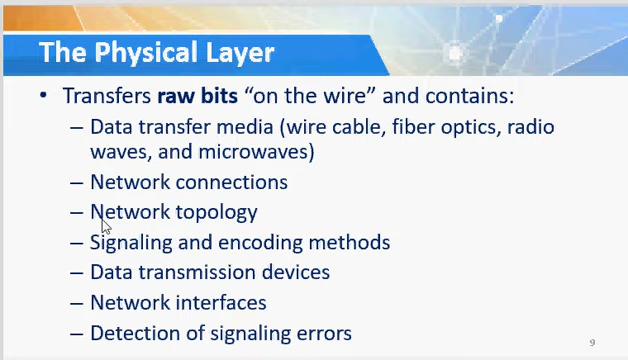 The Physical Layer
• Transfers raw bits “on the wire” and contains:
– Data transfer media (wire cable, fiber optics, radio
waves, and microwaves)
– Network connections
– Network topology
– Signaling and encoding methods
– Data transmission devices
– Network interfaces
– Detection of signaling errors
9